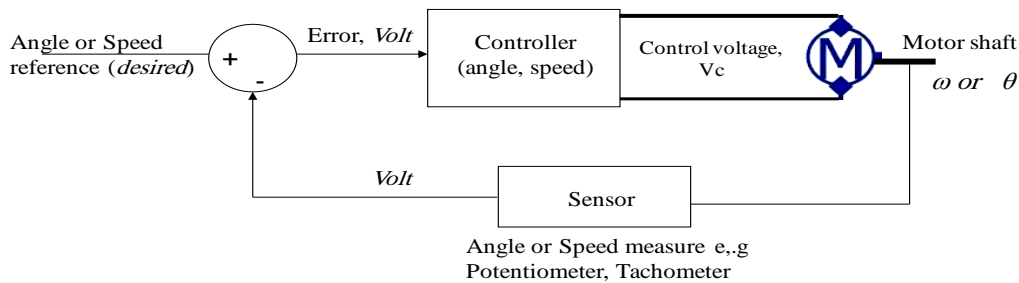 Angle or Speed
reference (desired)
+
-
Error, Volt
Controller
(angle, speed)
Control voltage,
Vc
M
Motor shaft
ω or θ
Volt
Sensor
Angle or Speed measure e,.g
Potentiometer, Tachometer